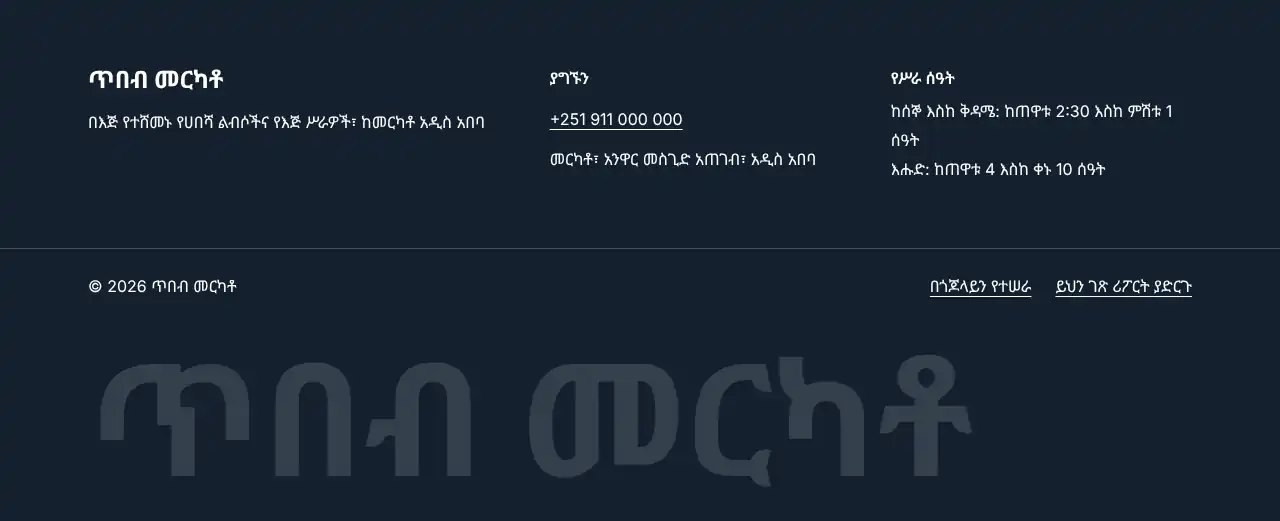 ጥበብ መርካቶ
በእጅ የተሸመኑ የሀበሻ ልብሶችና የእጅ ሥራዎች፣ ከመርካቶ አዲስ አበባ
ያግኙን
+251 911 000 000
መርካቶ፣ አንዋር መስጊድ አጠገብ፣ አዲስ አበባ
የሥራ ሰዓት
ከሰኞ እስከ ቅዳሜ: ከጠዋቱ 2:30 እስከ ምሽቱ 1
ሰዓት
እሑድ: ከጠዋቱ 4 እስከ ቀኑ 10 ሰዓት
© 2026 ጥበብ መርካቶ
በጎጆላይን የተሠራ
ይህን ገጽ ሪፖርት ያድርጉ
ጥበብ መርካቶ